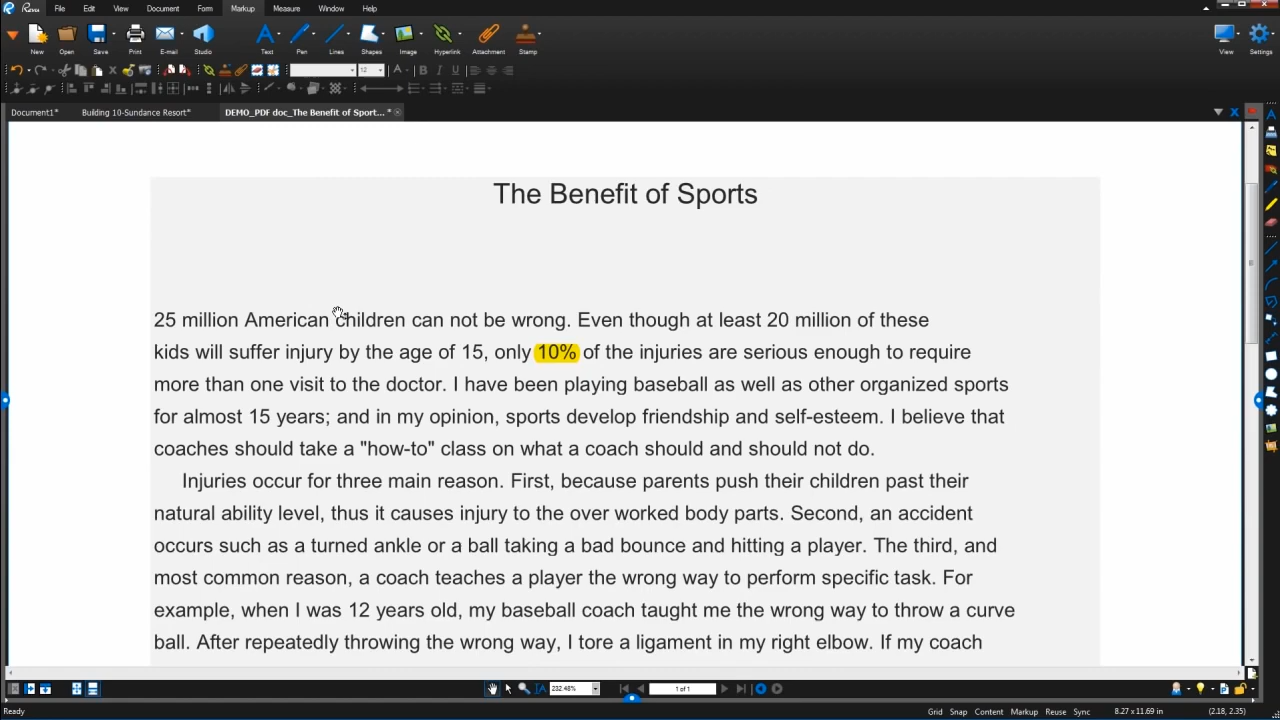 Revu File Edit View Document Form Markup Measure Window Help
New Open Save Print E-mail Studio Text Pen Lines Shapes Image Hyperlink Attachment Stamp View Settings
12 A B I U
Document1* Building 10-Sundance Resort* DEMO_PDF doc_The Benefit of Sport... *
The Benefit of Sports
25 million American children can not be wrong. Even though at least 20 million of these
kids will suffer injury by the age of 15, only 10% of the injuries are serious enough to require
more than one visit to the doctor. I have been playing baseball as well as other organized sports
for almost 15 years; and in my opinion, sports develop friendship and self-esteem. I believe that
coaches should take a "how-to" class on what a coach should and should not do.
Injuries occur for three main reason. First, because parents push their children past their
natural ability level, thus it causes injury to the over worked body parts. Second, an accident
occurs such as a turned ankle or a ball taking a bad bounce and hitting a player. The third, and
most common reason, a coach teaches a player the wrong way to perform specific task. For
example, when I was 12 years old, my baseball coach taught me the wrong way to throw a curve
ball. After repeatedly throwing the wrong way, I tore a ligament in my right elbow. If my coach
232.48% 1 of 1
Ready Grid Snap Content Markup Reuse Sync 8.27 x 11.69 in (2.18, 2.35)